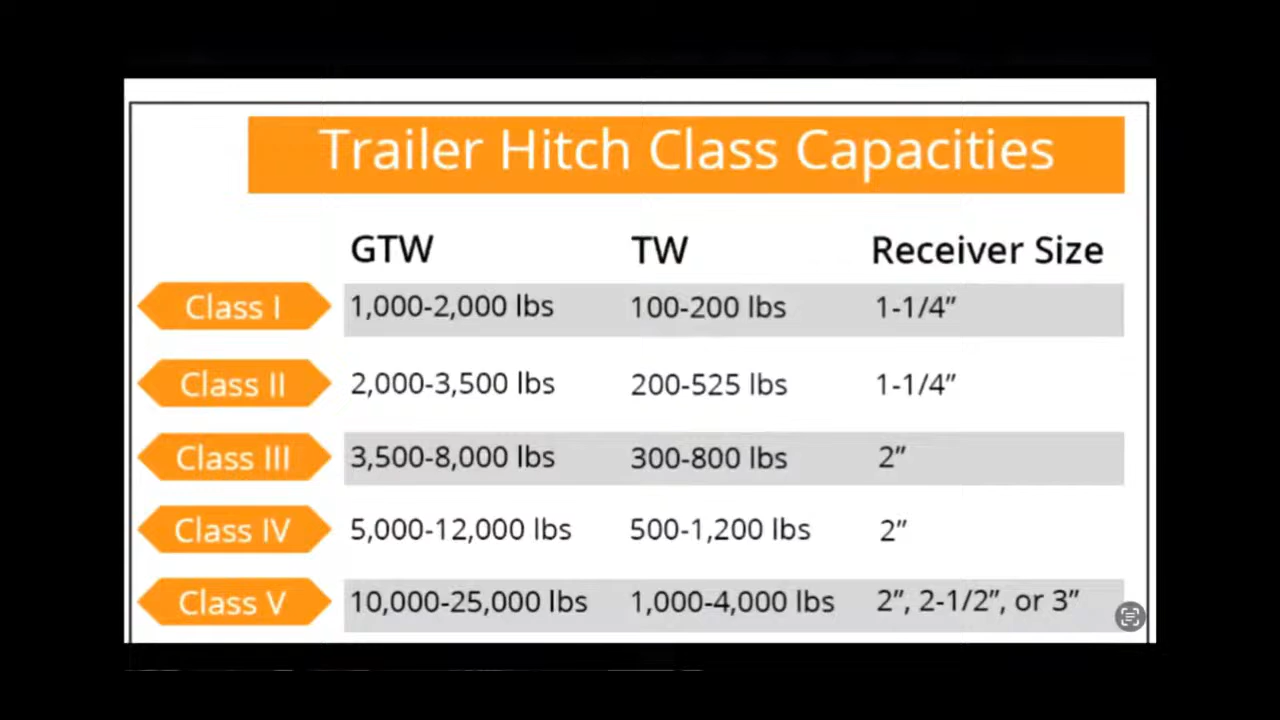 Trailer Hitch Class Capacities
GTW TW Receiver Size
Class I 1,000-2,000 lbs 100-200 lbs 1-1/4”
Class II 2,000-3,500 lbs 200-525 lbs 1-1/4”
Class III 3,500-8,000 lbs 300-800 lbs 2”
Class IV 5,000-12,000 lbs 500-1,200 lbs 2”
Class V 10,000-25,000 lbs 1,000-4,000 lbs 2”, 2-1/2”, or 3”